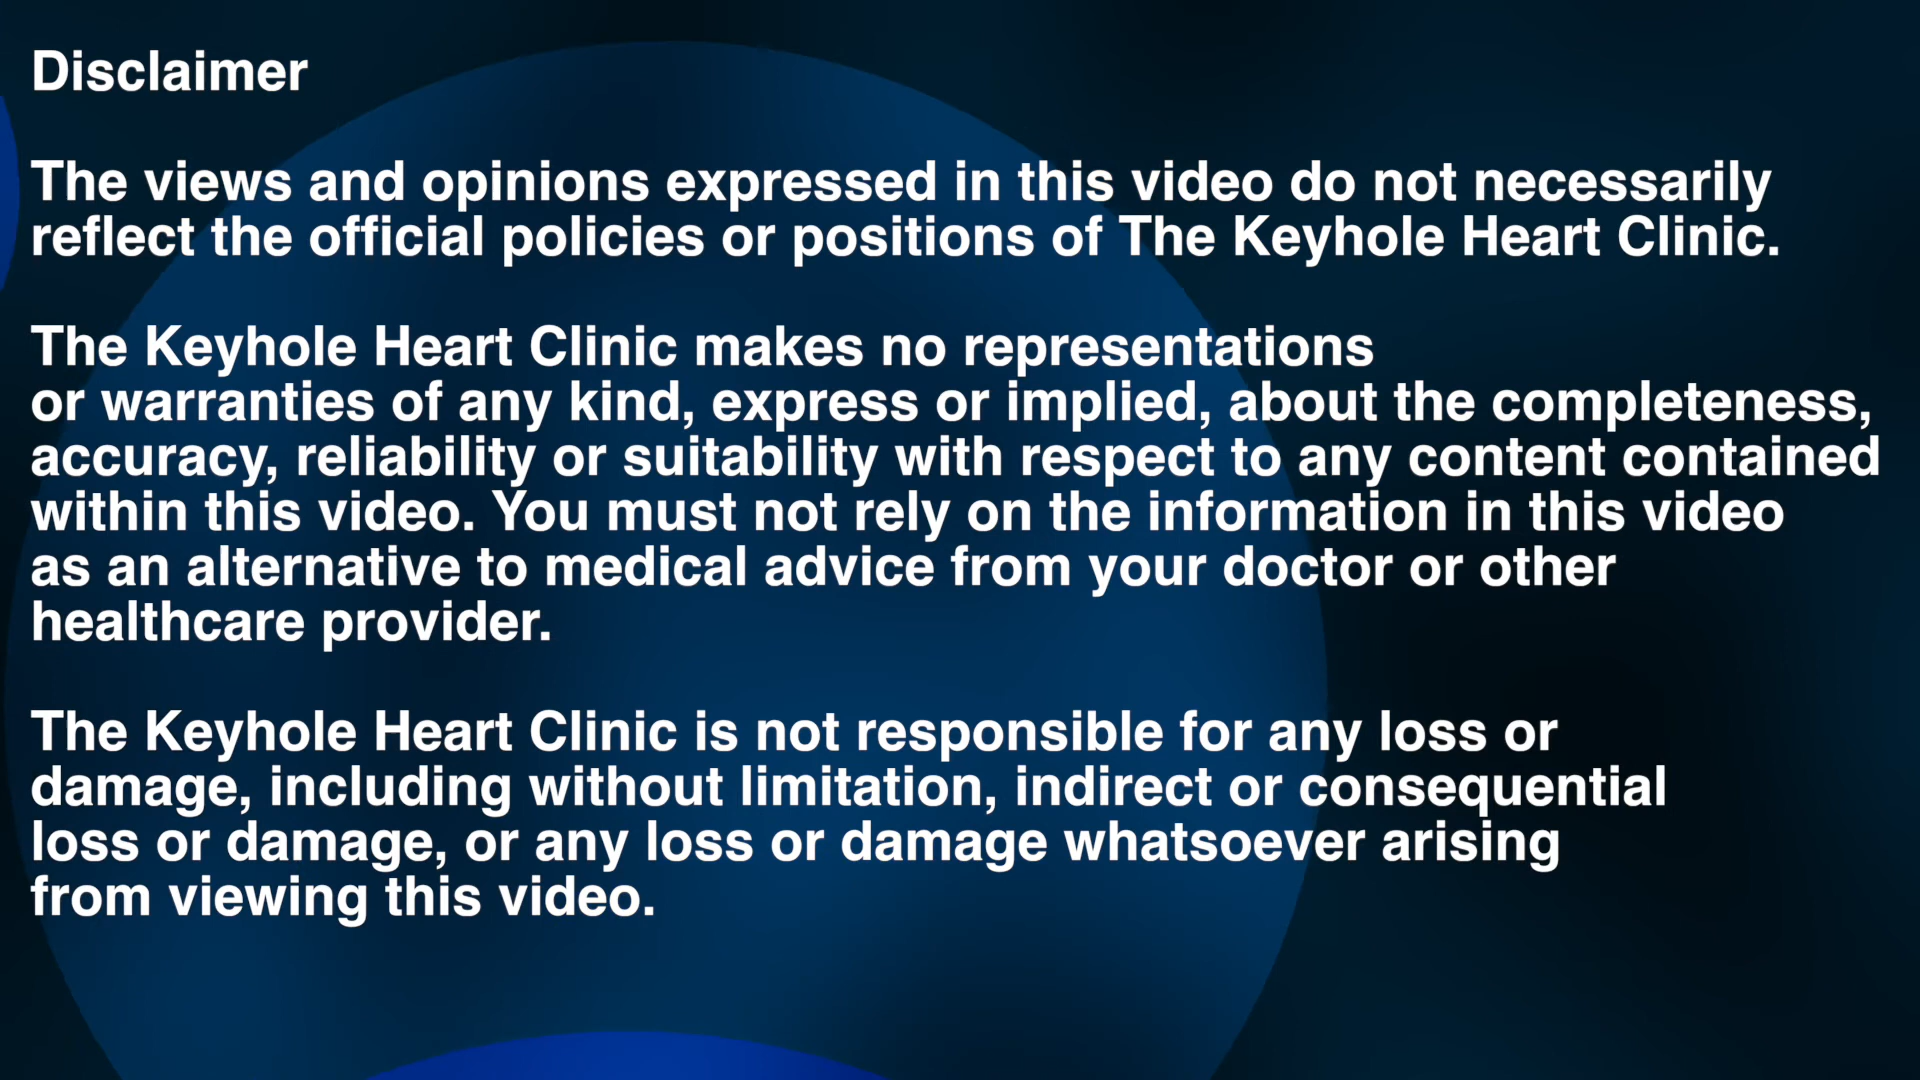 Disclaimer
The views and opinions expressed in this video do not necessarily
reflect the official policies or positions of The Keyhole Heart Clinic.
The Keyhole Heart Clinic makes no representations
or warranties of any kind, express or implied, about the completeness,
accuracy, reliability or suitability with respect to any content contained
within this video. You must not rely on the information in this video
as an alternative to medical advice from your doctor or other
healthcare provider.
The Keyhole Heart Clinic is not responsible for any loss or
damage, including without limitation, indirect or consequential
loss or damage, or any loss or damage whatsoever arising
from viewing this video.